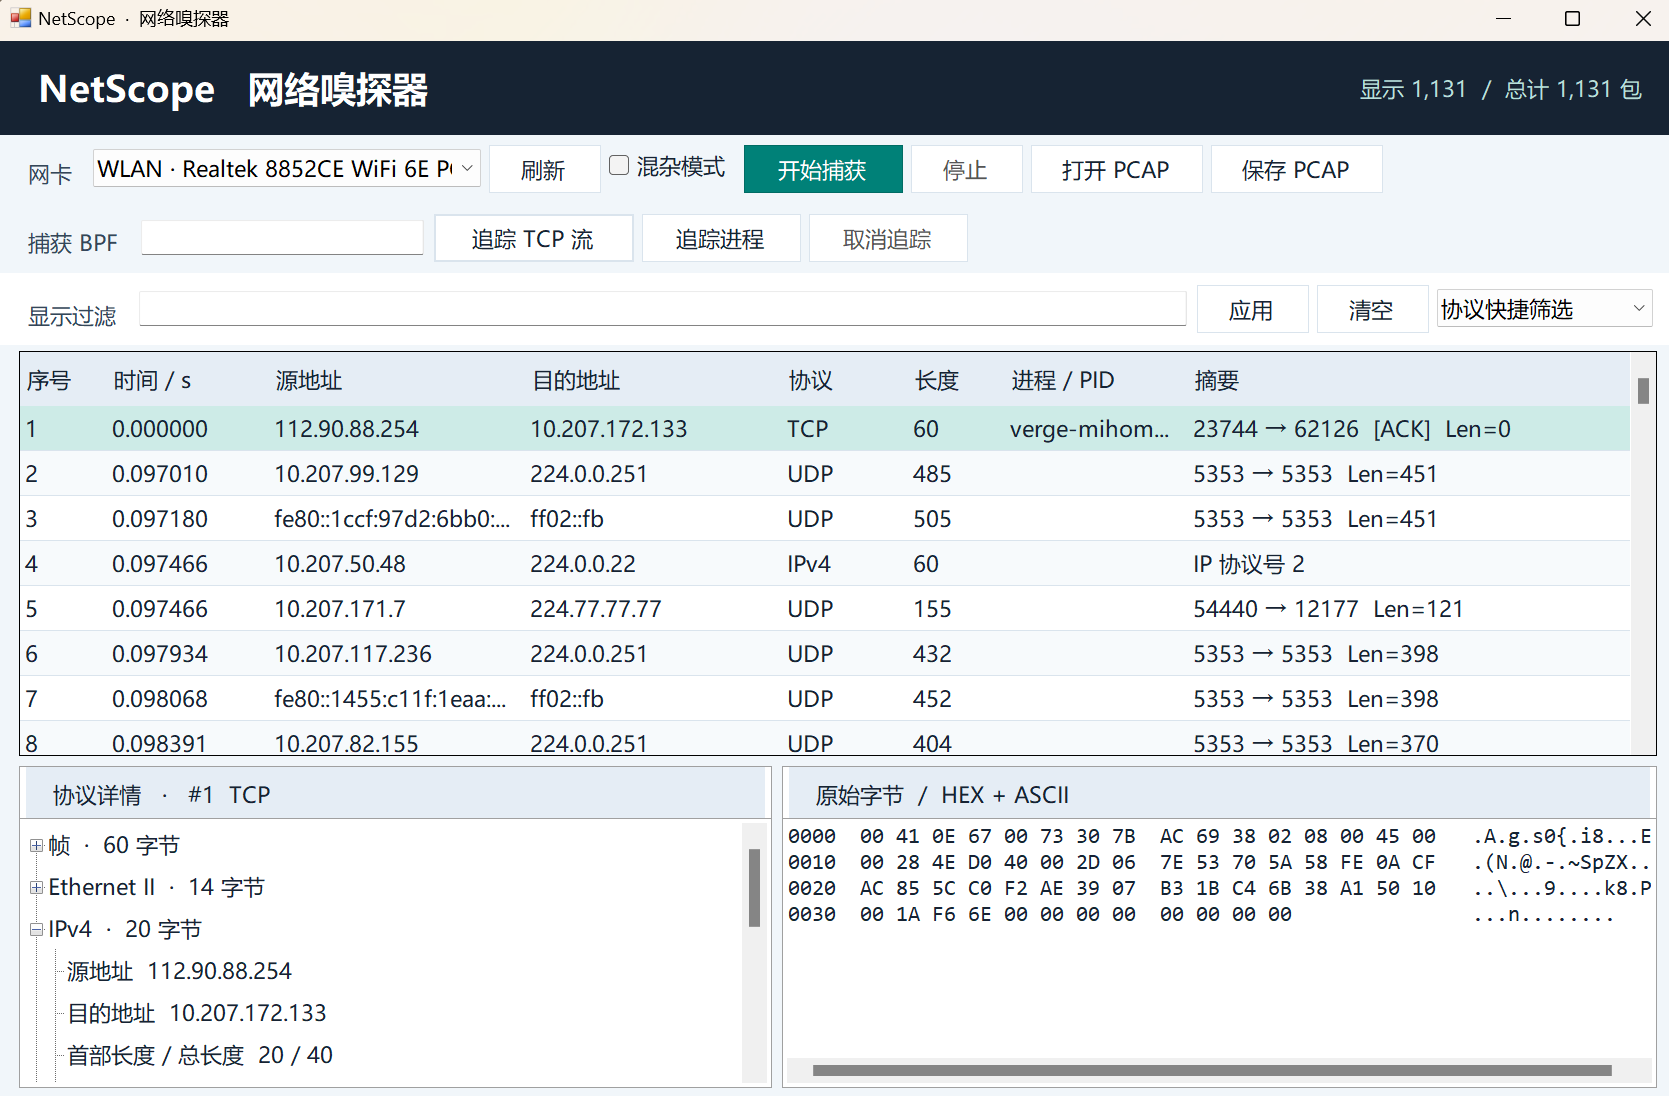 NetScope · 网络嗅探器
NetScope 网络嗅探器
显示 1,131 / 总计 1,131 包
网卡 WLAN · Realtek 8852CE WiFi 6E P 刷新 混杂模式 开始捕获 停止 打开 PCAP 保存 PCAP
捕获 BPF 追踪 TCP 流 追踪进程 取消追踪
显示过滤 应用 清空 协议快捷筛选
序号 时间 / s 源地址 目的地址 协议 长度 进程 / PID 摘要
1 0.000000 112.90.88.254 10.207.172.133 TCP 60 verge-mihom... 23744 → 62126 [ACK] Len=0
2 0.097010 10.207.99.129 224.0.0.251 UDP 485 5353 → 5353 Len=451
3 0.097180 fe80::1ccf:97d2:6bb0:... ff02::fb UDP 505 5353 → 5353 Len=451
4 0.097466 10.207.50.48 224.0.0.22 IPv4 60 IP 协议号 2
5 0.097466 10.207.171.7 224.77.77.77 UDP 155 54440 → 12177 Len=121
6 0.097934 10.207.117.236 224.0.0.251 UDP 432 5353 → 5353 Len=398
7 0.098068 fe80::1455:c11f:1eaa:... ff02::fb UDP 452 5353 → 5353 Len=398
8 0.098391 10.207.82.155 224.0.0.251 UDP 404 5353 → 5353 Len=370
协议详情 · #1 TCP
帧 · 60 字节
Ethernet II · 14 字节
IPv4 · 20 字节
源地址 112.90.88.254
目的地址 10.207.172.133
首部长度 / 总长度 20 / 40
原始字节 / HEX + ASCII
0000 00 41 0E 67 00 73 30 7B AC 69 38 02 08 00 45 00 .A.g.s0{.i8...E
0010 00 28 4E D0 40 00 2D 06 7E 53 70 5A 58 FE 0A CF .(N.@.-.~SpZX...
0020 AC 85 5C C0 F2 AE 39 07 B3 1B C4 6B 38 A1 50 10 ..\...9....k8.P
0030 00 1A F6 6E 00 00 00 00 00 00 00 00 ...n........